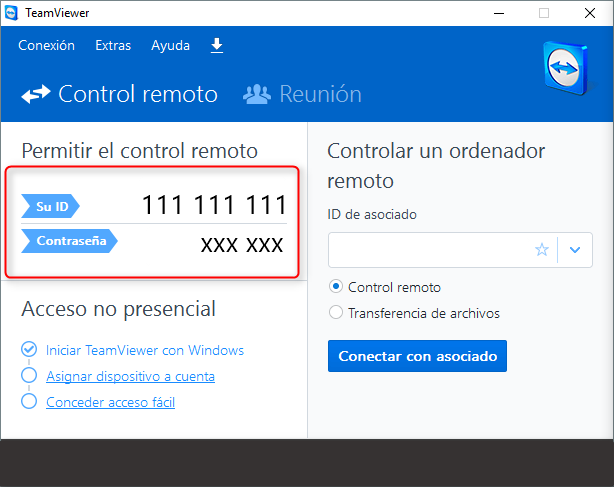 TeamViewer
Conexión Extras Ayuda
Control remoto Reunión
Permitir el control remoto
Su ID 111 111 111
Contraseña xxx xxx
Acceso no presencial
Iniciar TeamViewer con Windows
Asignar dispositivo a cuenta
Conceder acceso fácil
Controlar un ordenador
remoto
ID de asociado
Control remoto
Transferencia de archivos
Conectar con asociado